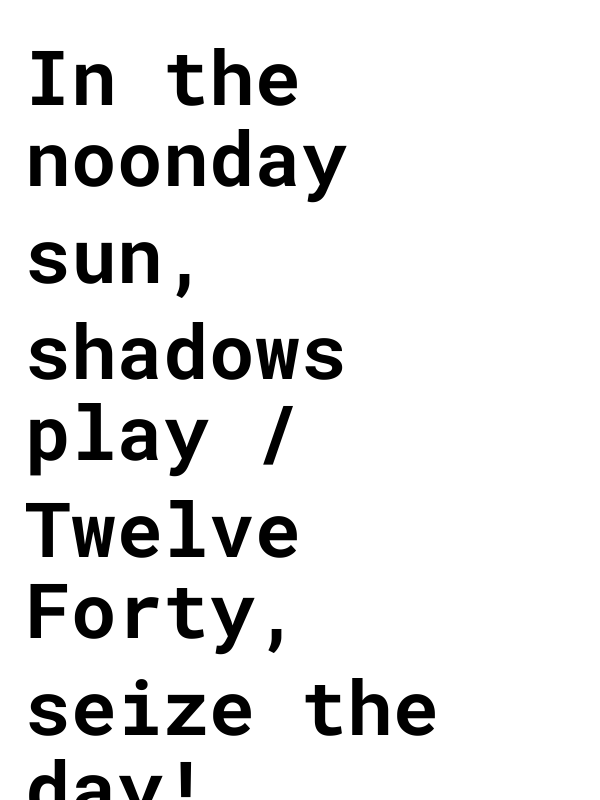 In the
noonday
sun,
shadows
play /
Twelve
Forty,
seize the
day!